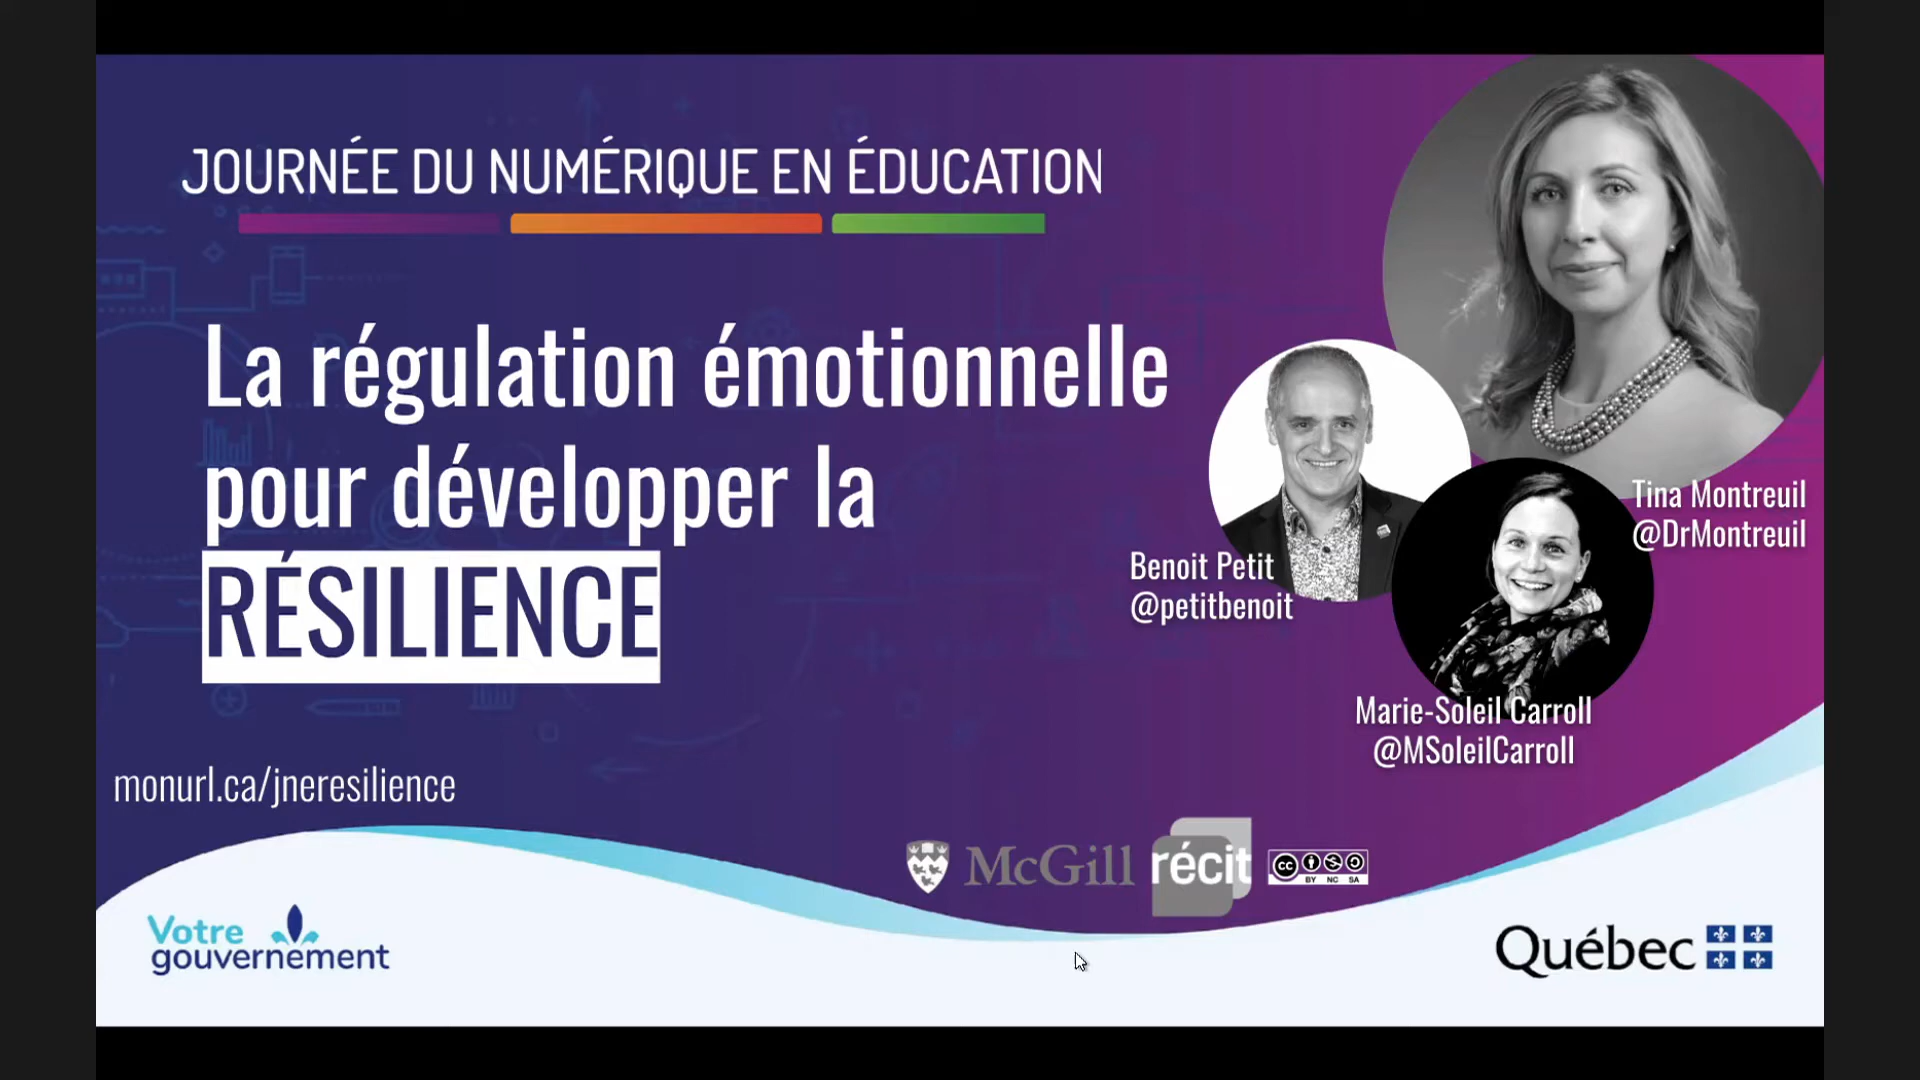 JOURNÉE DU NUMÉRIQUE EN ÉDUCATION
La régulation émotionnelle
pour développer la
RÉSILIENCE
Tina Montreuil
@DrMontreuil
Benoit Petit
@petitbenoit
Marie-Soleil Carroll
@MSoleilCarroll
monurl.ca/jneresilience
McGill
récit
cc
BY NC SA
Votre
gouvernement
Québec